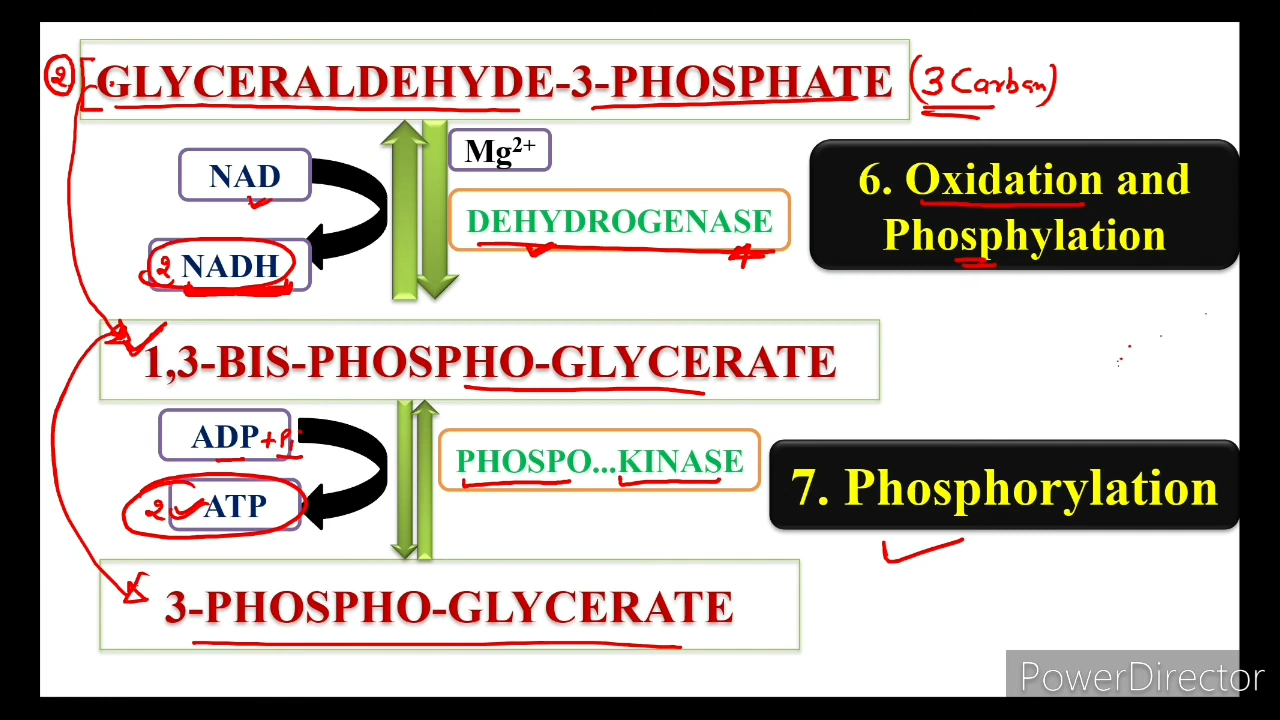 2 GLYCERALDEHYDE-3-PHOSPHATE (3 Carban)
Mg²⁺
NAD
DEHYDROGENASE
2 NADH
6. Oxidation and
Phosphylation
1,3-BIS-PHOSPHO-GLYCERATE
ADP + Pi
PHOSPO...KINASE
2 ATP
7. Phosphorylation
3-PHOSPHO-GLYCERATE
PowerDirector